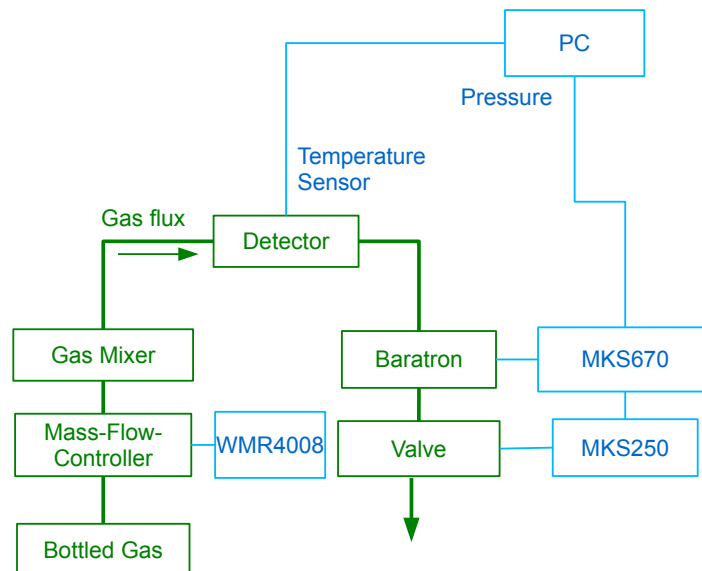 PC
Pressure
Temperature
Sensor
Gas flux
Detector
Gas Mixer
Baratron
MKS670
Mass-Flow-
Controller
WMR4008
Valve
MKS250
Bottled Gas